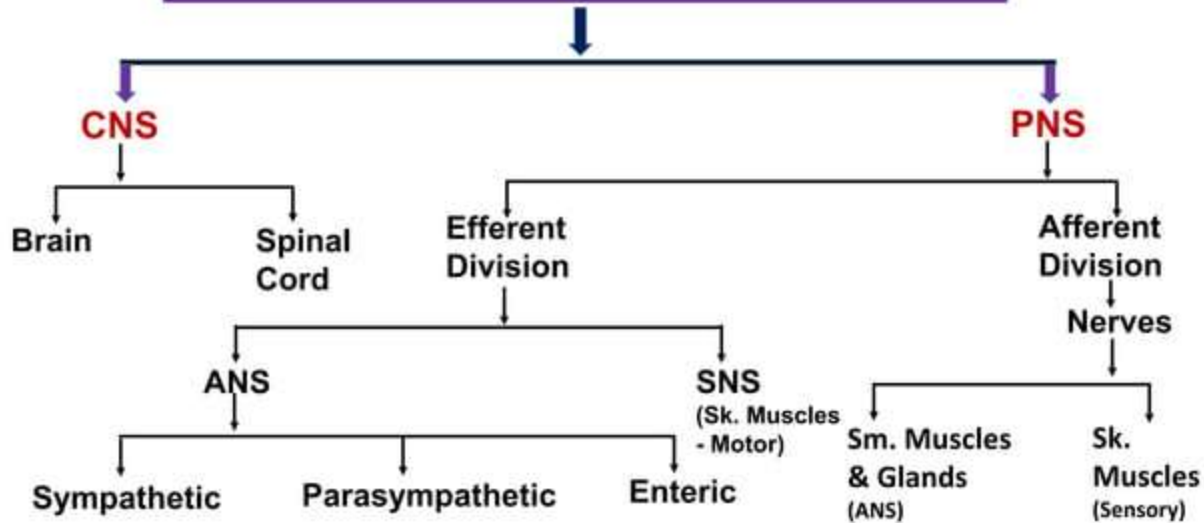 CNS
PNS
Brain
Spinal
Cord
Efferent
Division
Afferent
Division
Nerves
ANS
SNS
(Sk. Muscles
- Motor)
Sm. Muscles
& Glands
(ANS)
Sk.
Muscles
(Sensory)
Sympathetic
Parasympathetic
Enteric